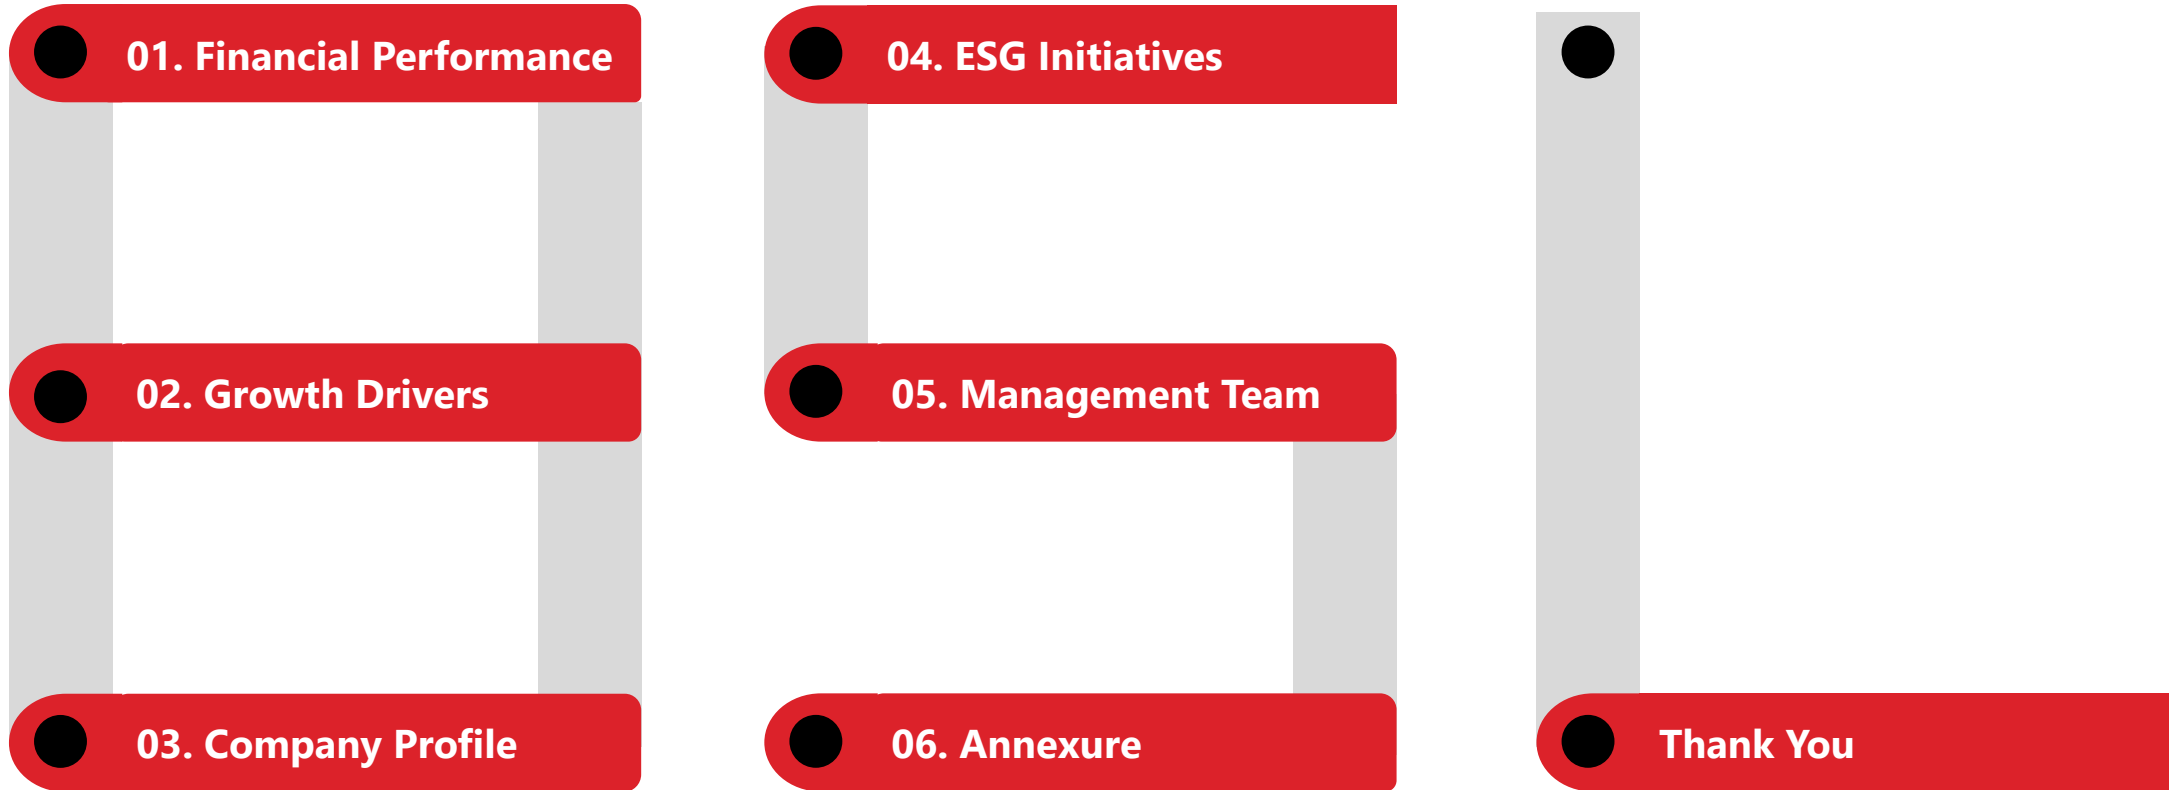 01. Financial Performance
02. Growth Drivers
03. Company Profile
04. ESG Initiatives
05. Management Team
06. Annexure
Thank You